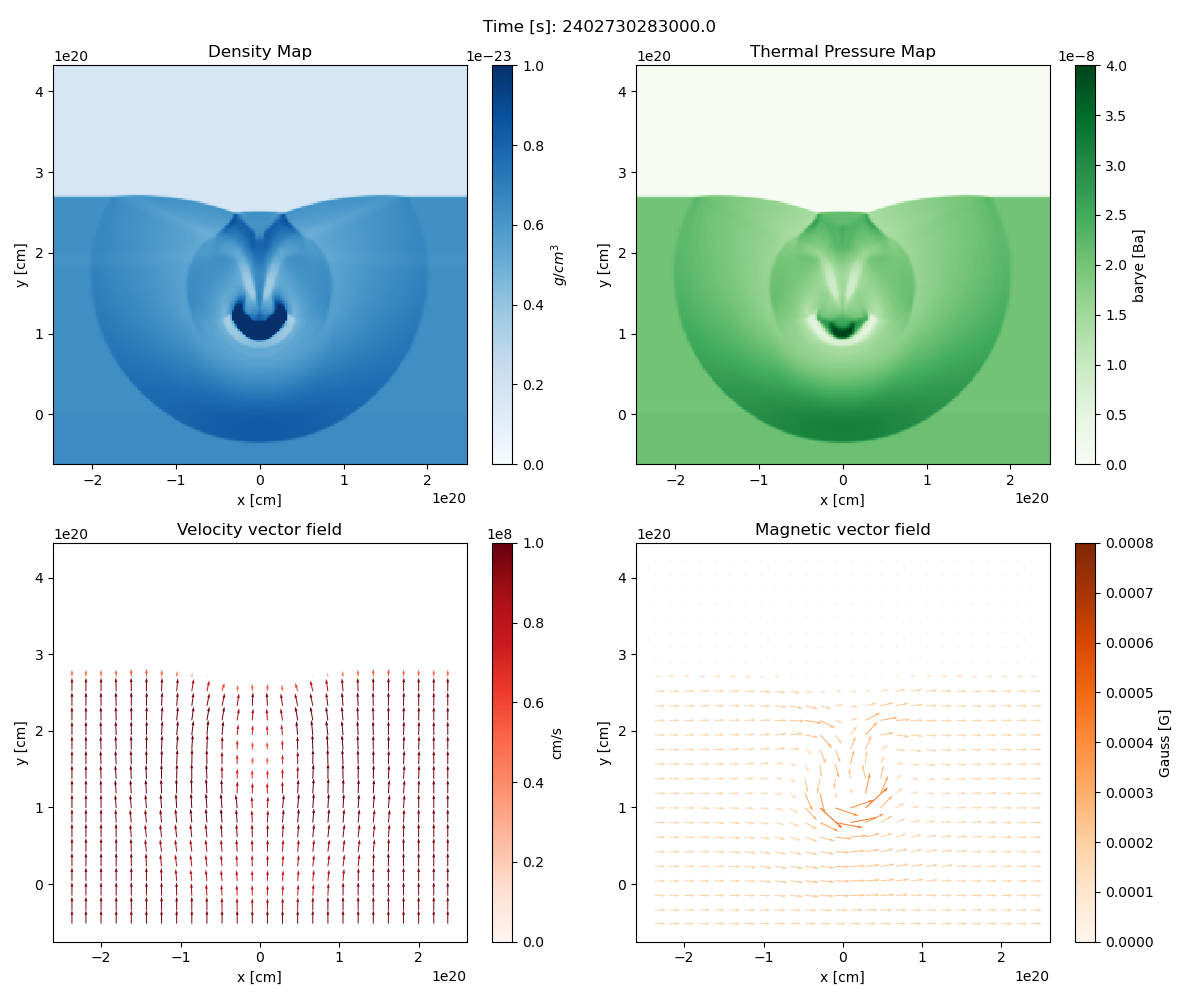 Time [s]: 2402730283000.0
1e20
Density Map
1e−23
1e20
Thermal Pressure Map
1e−8
4
3
2
1
0
y [cm]
−2
−1
0
1
2
x [cm]
1e20
1.0
0.8
0.6
0.4
0.2
0.0
g/cm³
4
3
2
1
0
y [cm]
−2
−1
0
1
2
x [cm]
1e20
4.0
3.5
3.0
2.5
2.0
1.5
1.0
0.5
0.0
barye [Ba]
1e20
Velocity vector field
1e8
1e20
Magnetic vector field
4
3
2
1
0
y [cm]
−2
−1
0
1
2
x [cm]
1e20
1.0
0.8
0.6
0.4
0.2
0.0
cm/s
4
3
2
1
0
y [cm]
−2
−1
0
1
2
x [cm]
1e20
0.0008
0.0007
0.0006
0.0005
0.0004
0.0003
0.0002
0.0001
0.0000
Gauss [G]